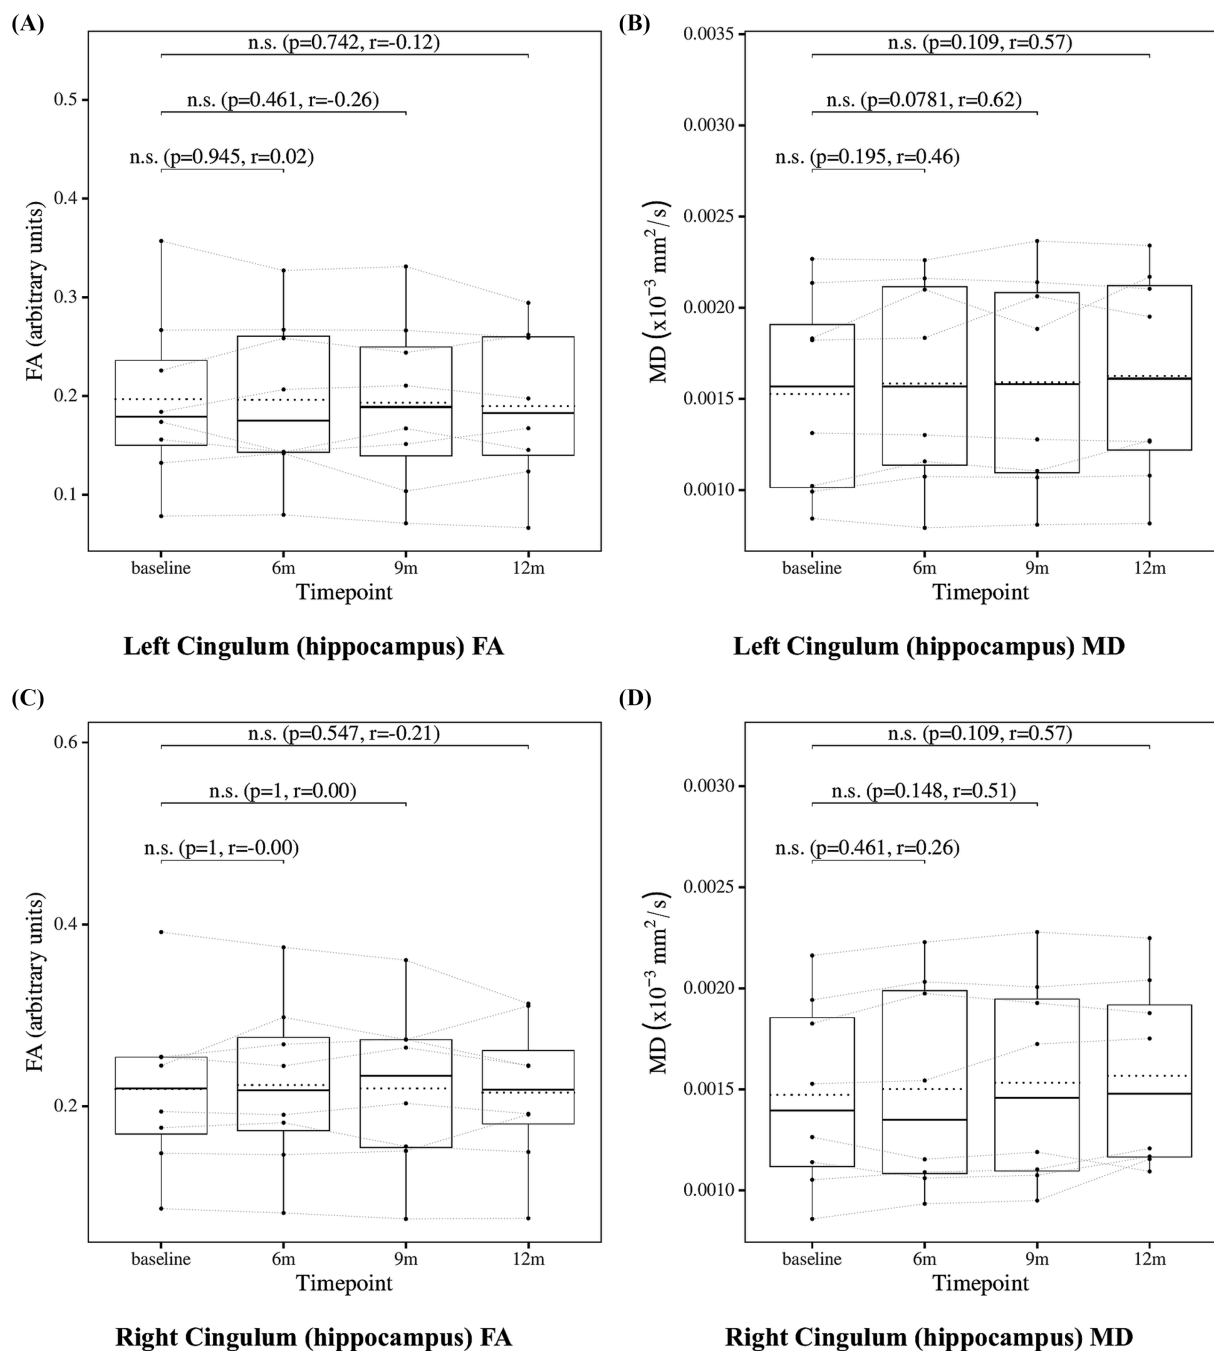 (A)
n.s. (p=0.742, r=-0.12)
n.s. (p=0.461, r=-0.26)
n.s. (p=0.945, r=0.02)
0.5
0.4
0.3
0.2
0.1
FA (arbitrary units)
baseline 6m 9m 12m
Timepoint
Left Cingulum (hippocampus) FA
(B)
n.s. (p=0.109, r=0.57)
n.s. (p=0.0781, r=0.62)
n.s. (p=0.195, r=0.46)
0.0035
0.0030
0.0025
0.0020
0.0015
0.0010
MD (x10⁻³ mm²/s)
baseline 6m 9m 12m
Timepoint
Left Cingulum (hippocampus) MD
(C)
n.s. (p=0.547, r=-0.21)
n.s. (p=1, r=0.00)
n.s. (p=1, r=-0.00)
0.6
0.4
0.2
FA (arbitrary units)
baseline 6m 9m 12m
Timepoint
Right Cingulum (hippocampus) FA
(D)
n.s. (p=0.109, r=0.57)
n.s. (p=0.148, r=0.51)
n.s. (p=0.461, r=0.26)
0.0030
0.0025
0.0020
0.0015
0.0010
MD (x10⁻³ mm²/s)
baseline 6m 9m 12m
Timepoint
Right Cingulum (hippocampus) MD